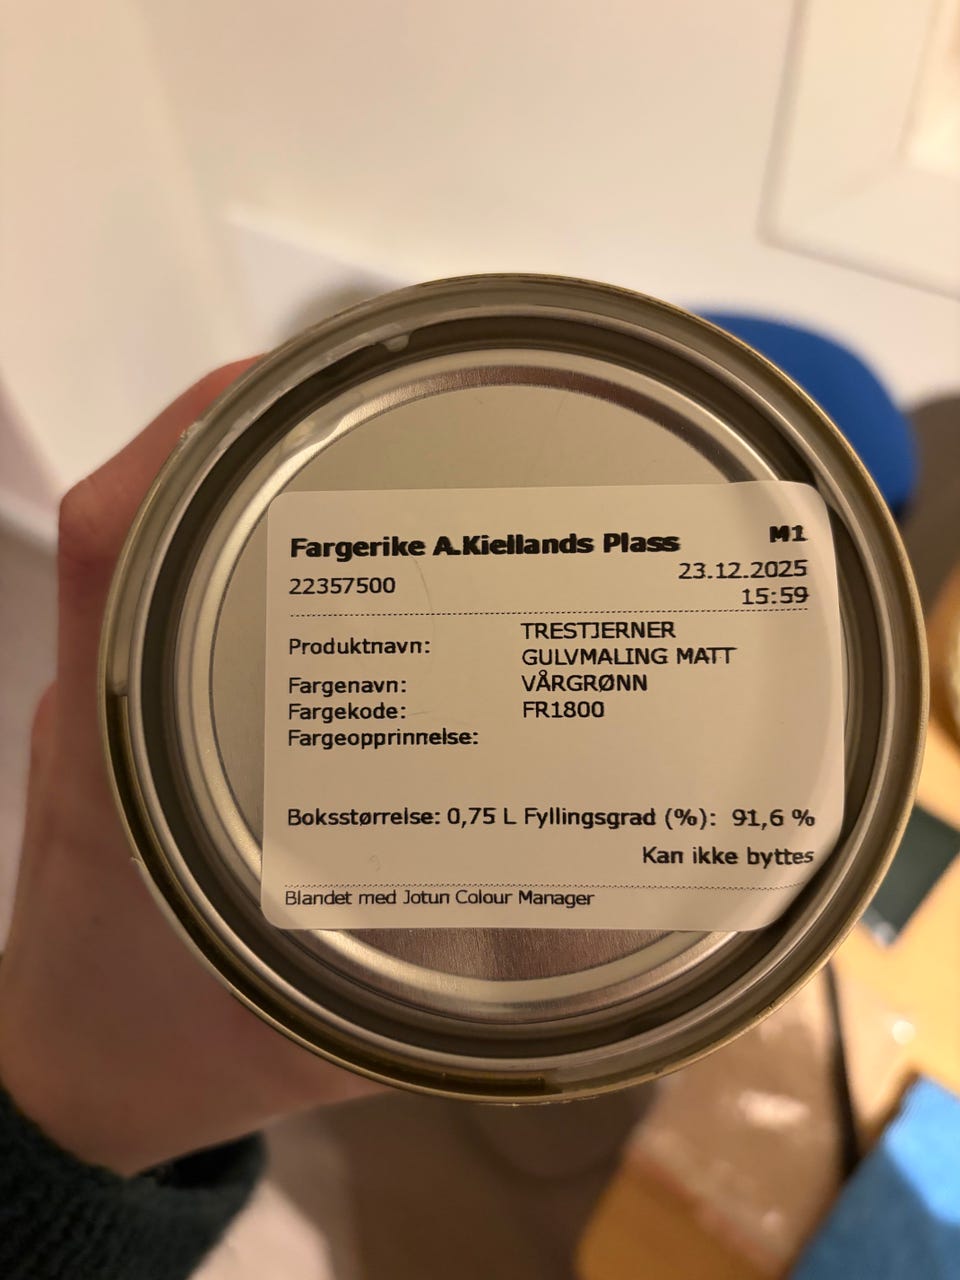 Fargerike A.Kiellands Plass M1
22357500 23.12.2025
15:59
Produktnavn: TRESTJERNER
GULVMALING MATT
Fargenavn: VÅRGRØNN
Fargekode: FR1800
Fargeopprinnelse:
Boksstørrelse: 0,75 L Fyllingsgrad (%): 91,6 %
Kan ikke byttes
Blandet med Jotun Colour Manager